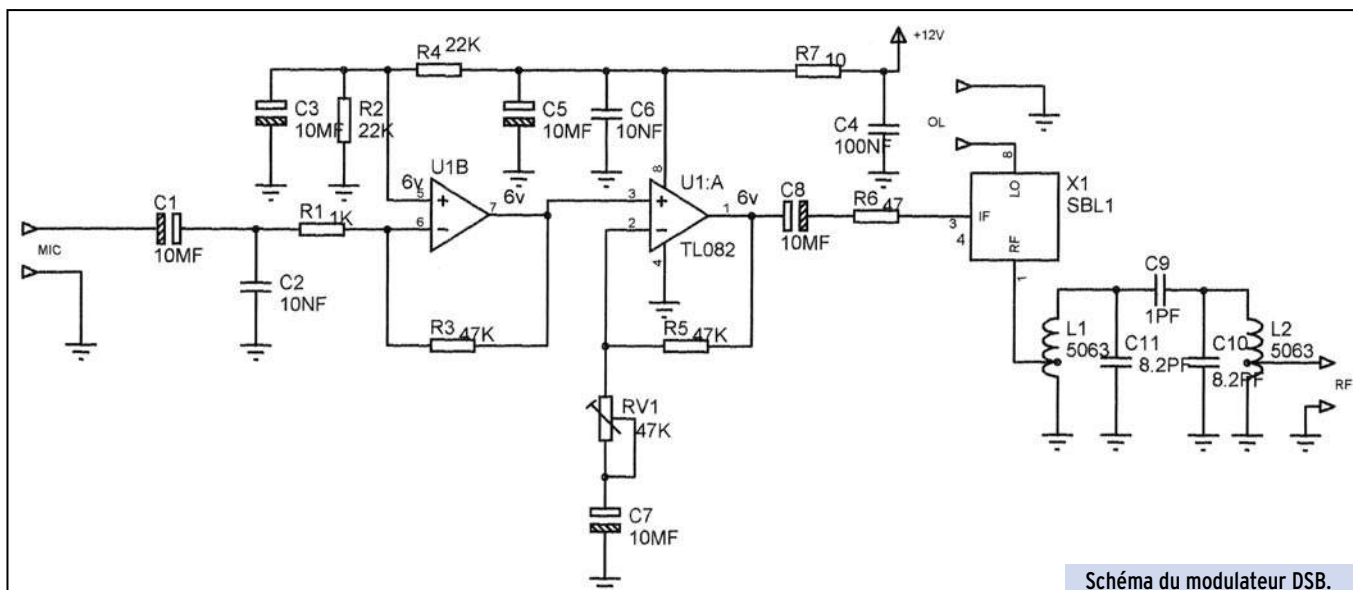 +12V
R4 22K
R7 10
C3
10MF
R2
22K
C5
10MF
C6
10NF
C4
100NF
OL
8
LO
X1
SBL1
IF
3
4
RF
1
U1B
6v
5
6
7
6v
8
U1:A
3
2
1
6v
TL082
4
C8
10MF
R6 47
C1
10MF
R1 1K
MIC
C2
10NF
R3 47K
R5 47K
RV1
47K
C7
10MF
C9
1PF
L1
5063
C11
8.2PF
C10
8.2PF
L2
5063
RF
Schéma du modulateur DSB.